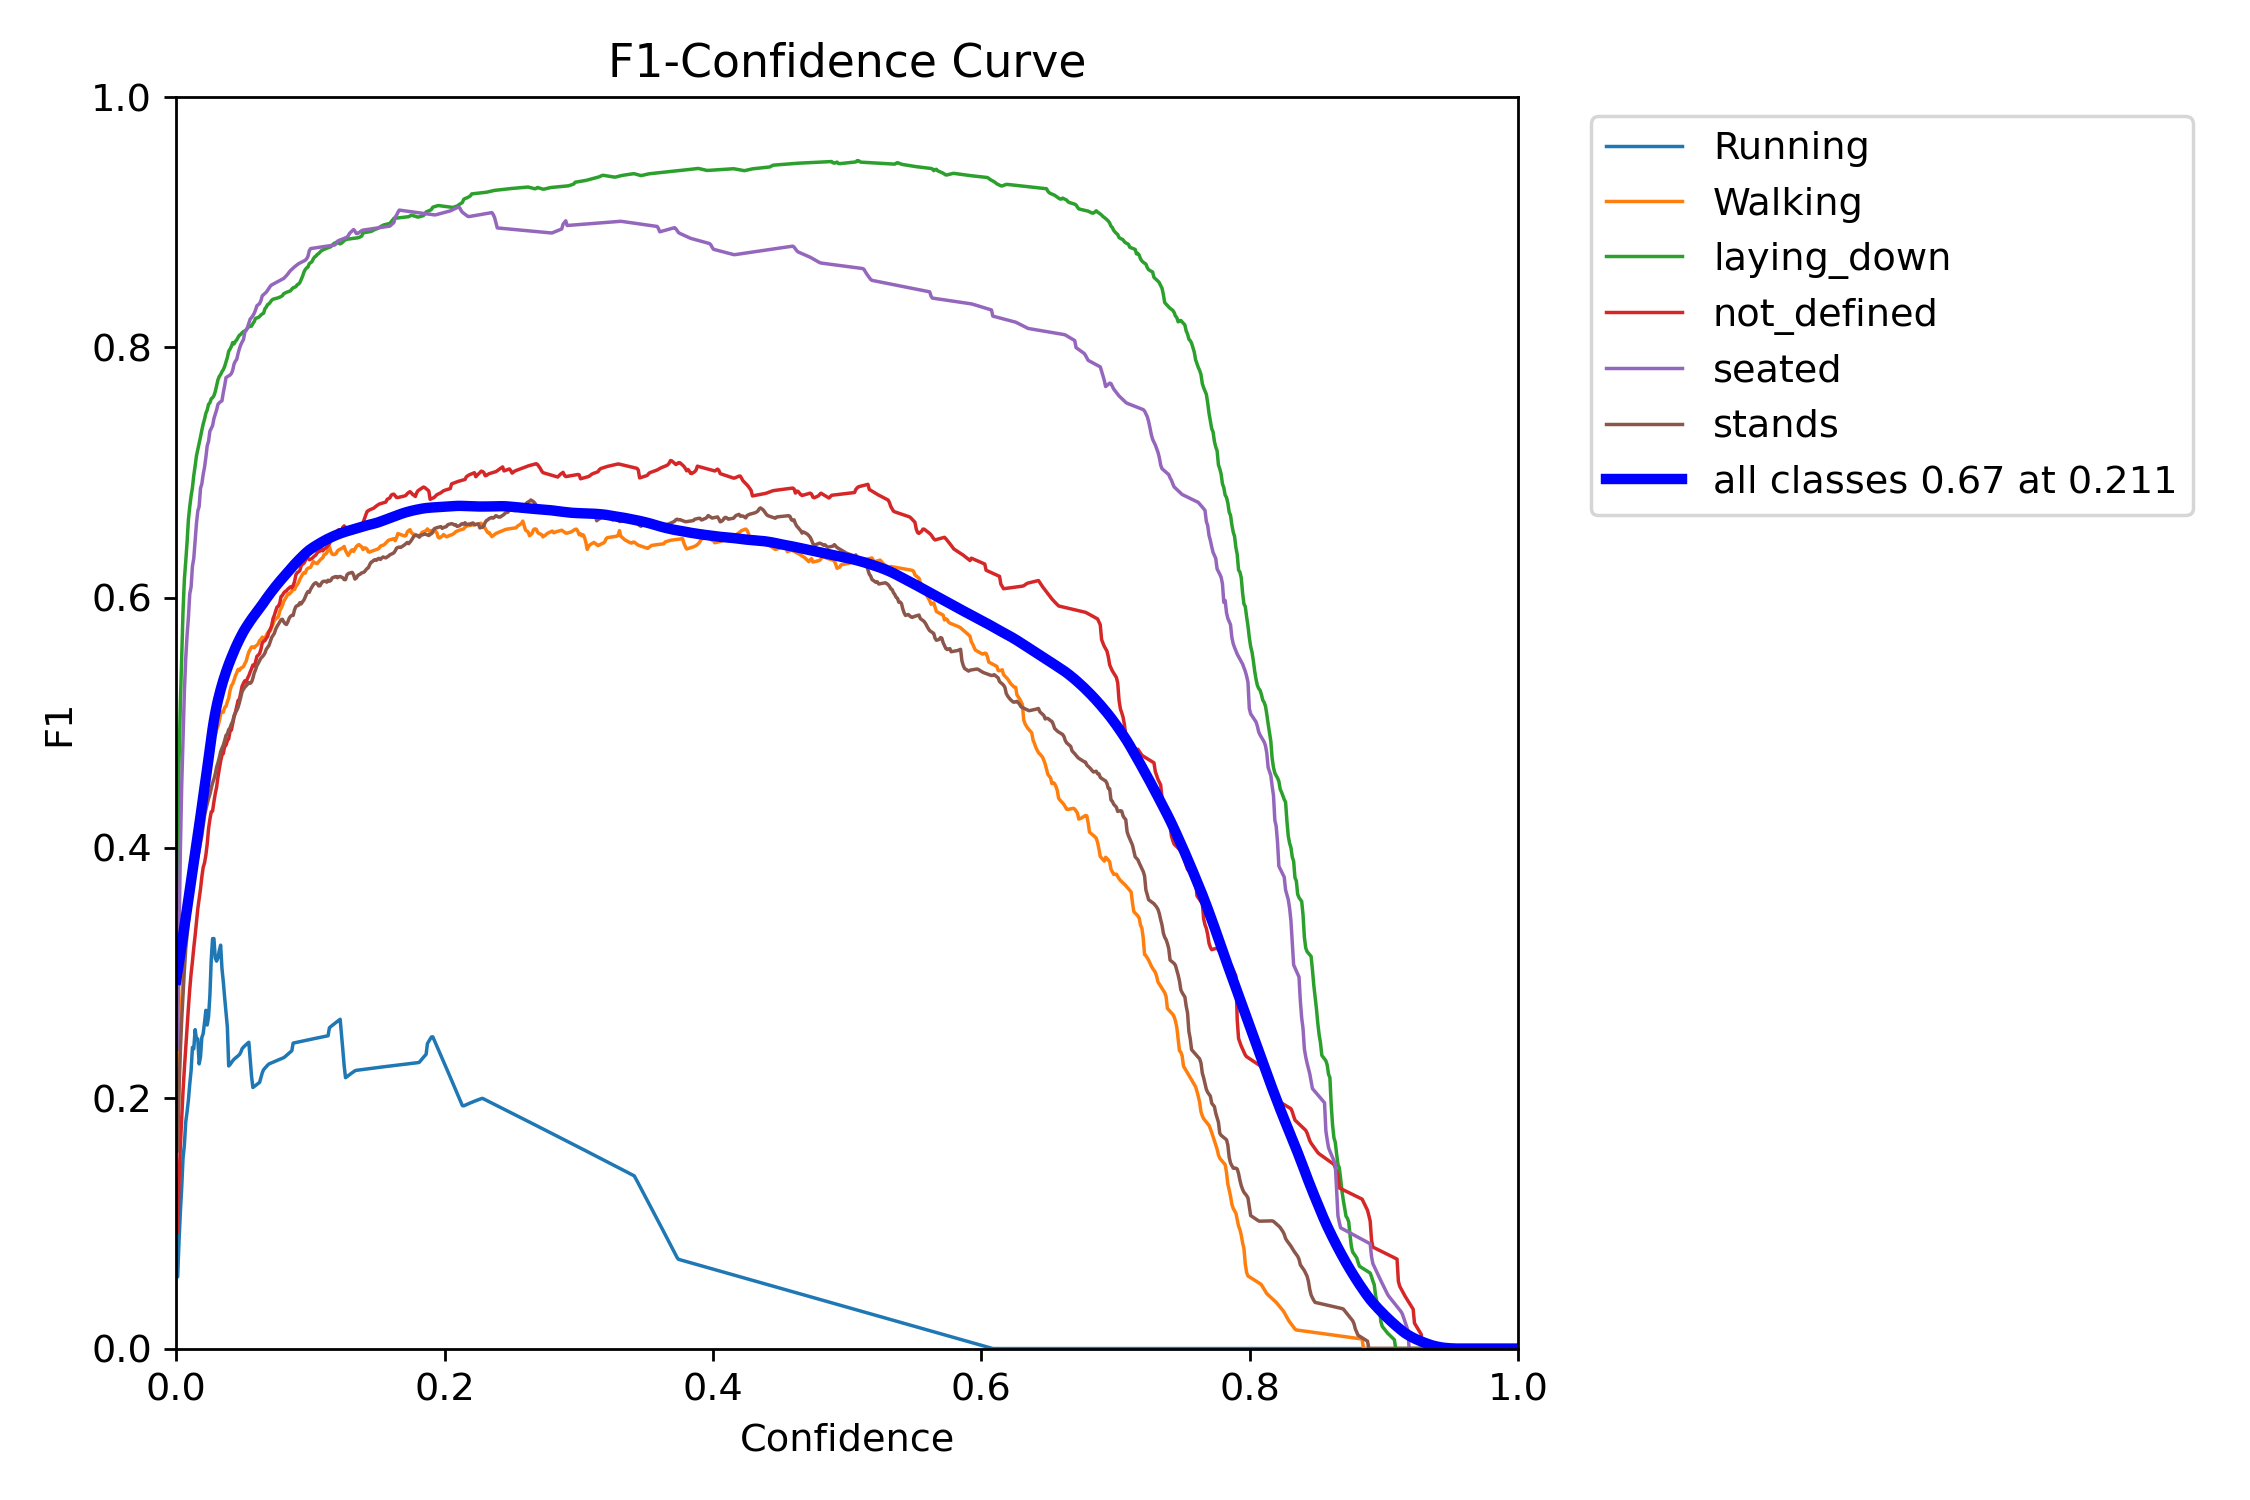 F1-Confidence Curve
1.0
0.8
0.6
0.4
0.2
0.0
F1
0.0 0.2 0.4 0.6 0.8 1.0
Confidence
Running
Walking
laying_down
not_defined
seated
stands
all classes 0.67 at 0.211